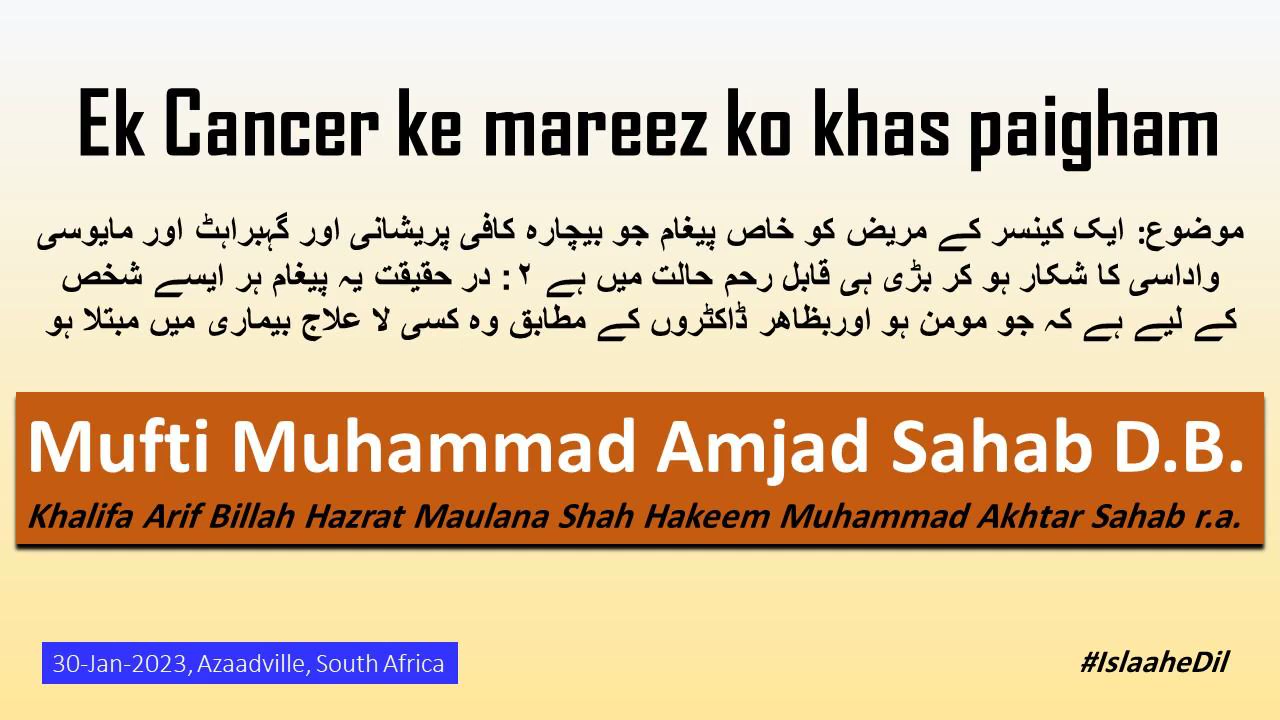 Ek Cancer ke mareez ko khas paigham
موضوع: ایک کینسر کے مریض کو خاص پیغام جو بیچارہ کافی پریشانی اور گہبراہٹ اور مایوسی
واداسی کا شکار ہو کر بڑی ہی قابل رحم حالت میں ہے ۲: در حقیقت یہ پیغام ہر ایسے شخص
کے لیے ہے کہ جو مومن ہو اوربظاھر ڈاکٹروں کے مطابق وہ کسی لا علاج بیماری میں مبتلا ہو
Mufti Muhammad Amjad Sahab D.B.
Khalifa Arif Billah Hazrat Maulana Shah Hakeem Muhammad Akhtar Sahab r.a.
30-Jan-2023, Azaadville, South Africa
#IslaaheDil